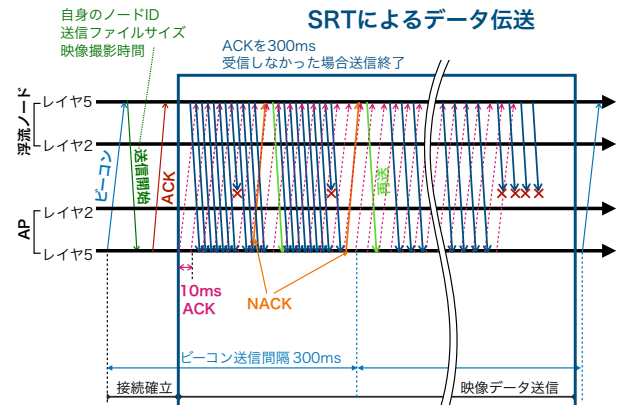 SRTによるデータ伝送
自身のノードID
送信ファイルサイズ
映像撮影時間
ACKを300ms
受信しなかった場合送信終了
浮流ノード
レイヤ5
レイヤ2
ビーコン
送信開始
ACK
再送
AP
レイヤ2
レイヤ5
10ms
ACK
NACK
ビーコン送信間隔 300ms
接続確立
映像データ送信